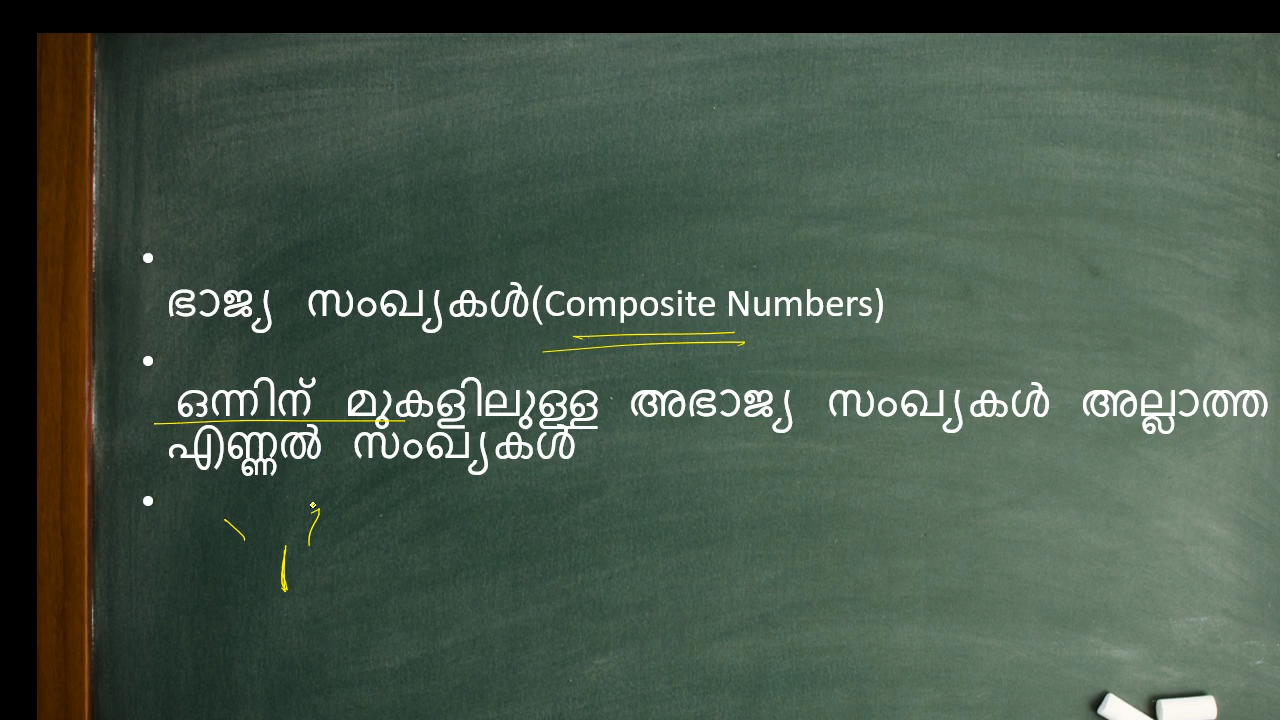 ഭാജ്യ സംഖ്യകൾ(Composite Numbers)
ഒന്നിന് മുകളിലുള്ള അഭാജ്യ സംഖ്യകൾ അല്ലാത്ത
എണ്ണൽ സംഖ്യകൾ